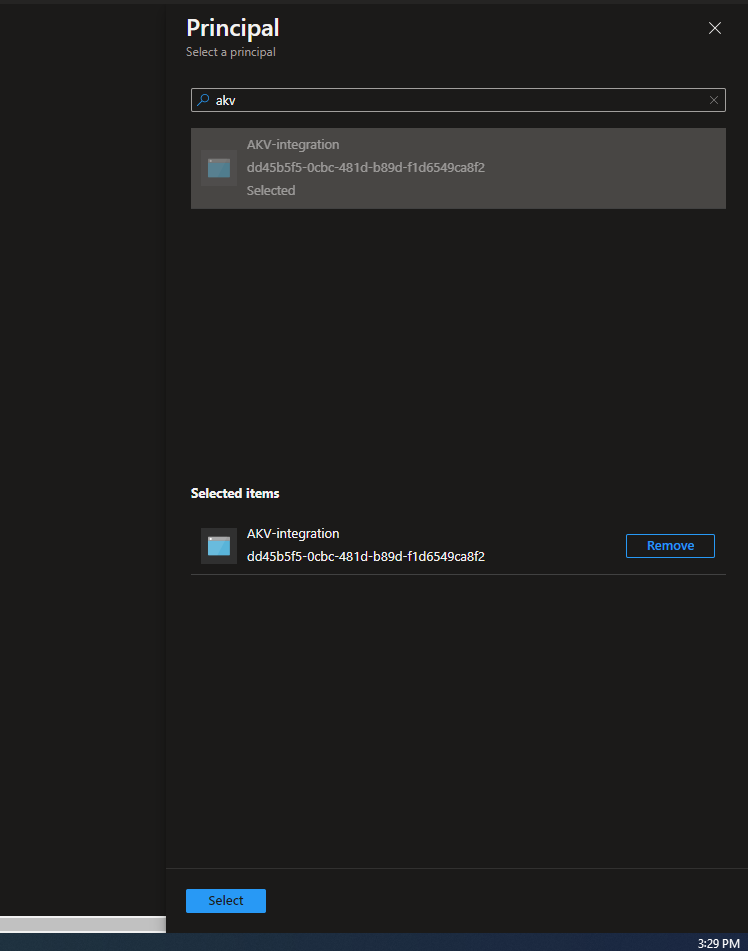 Principal
Select a principal
akv
AKV-integration
dd45b5f5-0cbc-481d-b89d-f1d6549ca8f2
Selected
Selected items
AKV-integration
dd45b5f5-0cbc-481d-b89d-f1d6549ca8f2
Remove
Select
3:29 PM